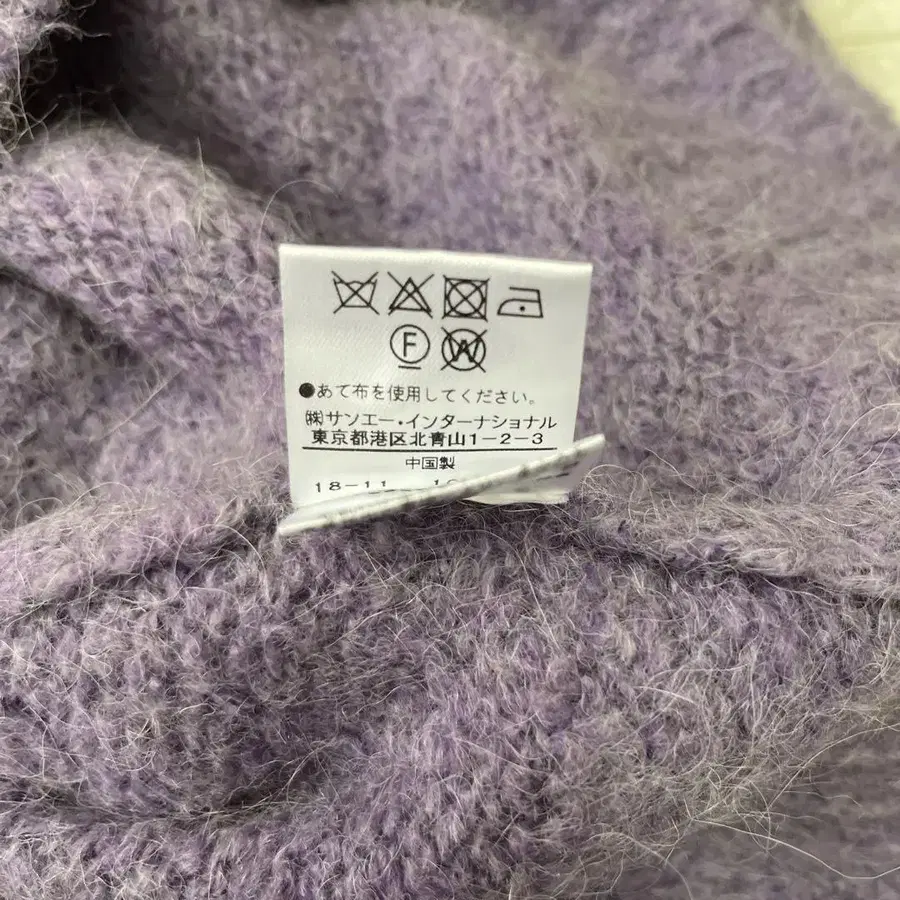 F W
●あて布を使用してください。
㈱サンエー・インターナショナル
東京都港区北青山1-2-3
中国製
18-11